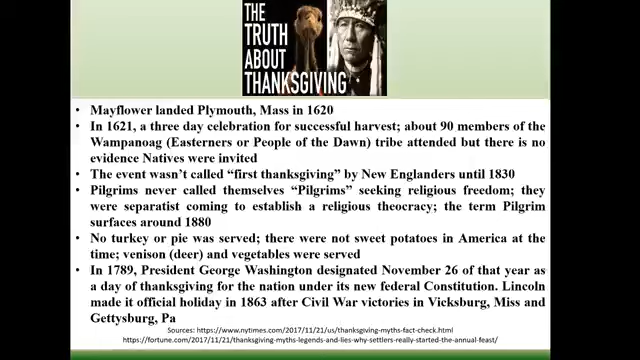 THE
TRUTH
ABOUT
THANKSGIVING
• Mayflower landed Plymouth, Mass in 1620
• In 1621, a three day celebration for successful harvest; about 90 members of the
Wampanoag (Easterners or People of the Dawn) tribe attended but there is no
evidence Natives were invited
• The event wasn't called “first thanksgiving” by New Englanders until 1830
• Pilgrims never called themselves “Pilgrims” seeking religious freedom; they
were separatist coming to establish a religious theocracy; the term Pilgrim
surfaces around 1880
• No turkey or pie was served; there were not sweet potatoes in America at the
time; venison (deer) and vegetables were served
• In 1789, President George Washington designated November 26 of that year as
a day of thanksgiving for the nation under its new federal Constitution. Lincoln
made it official holiday in 1863 after Civil War victories in Vicksburg, Miss and
Gettysburg, Pa
Sources: https://www.nytimes.com/2017/11/21/us/thanksgiving-myths-fact-check.html
https://fortune.com/2017/11/21/thanksgiving-myths-legends-and-lies-why-settlers-really-started-the-annual-feast/